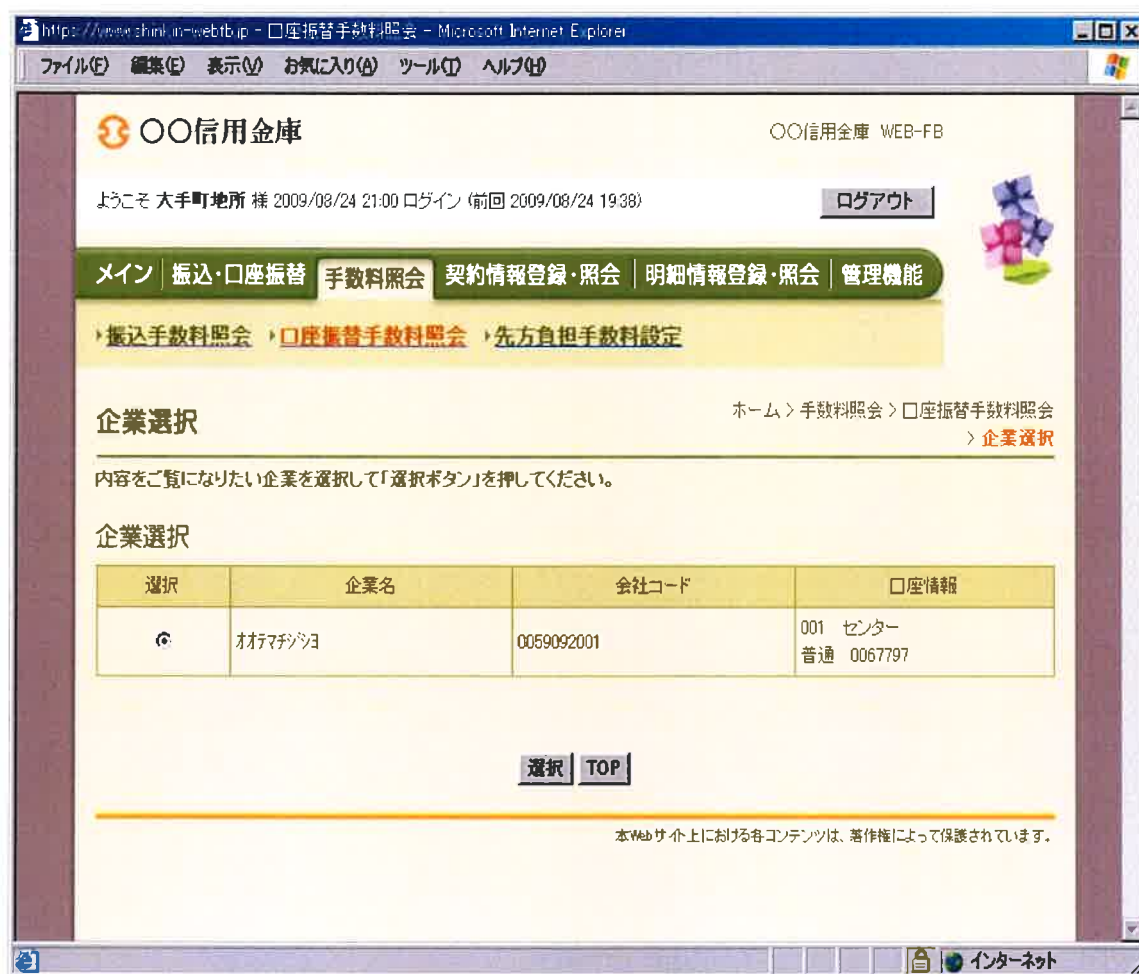 https://www.shinkin-webfb.jp - 口座振替手数料照会 - Microsoft Internet Explorer
ファイル(F) 編集(E) 表示(V) お気に入り(A) ツール(T) ヘルプ(H)
〇〇信用金庫
〇〇信用金庫 WEB-FB
ようこそ 大手町地所 様 2009/08/24 21:00 ログイン (前回 2009/08/24 19:38)
ログアウト
メイン 振込・口座振替 手数料照会 契約情報登録・照会 明細情報登録・照会 管理機能
振込手数料照会 口座振替手数料照会 先方負担手数料設定
企業選択
ホーム > 手数料照会 > 口座振替手数料照会
> 企業選択
内容をご覧になりたい企業を選択して「選択ボタン」を押してください。
企業選択
選択 企業名 会社コード 口座情報
オオテマチジシヨ 0059092001 001 センター
普通 0067797
選択 TOP
本Webサイト上における各コンテンツは、著作権によって保護されています。
インターネット